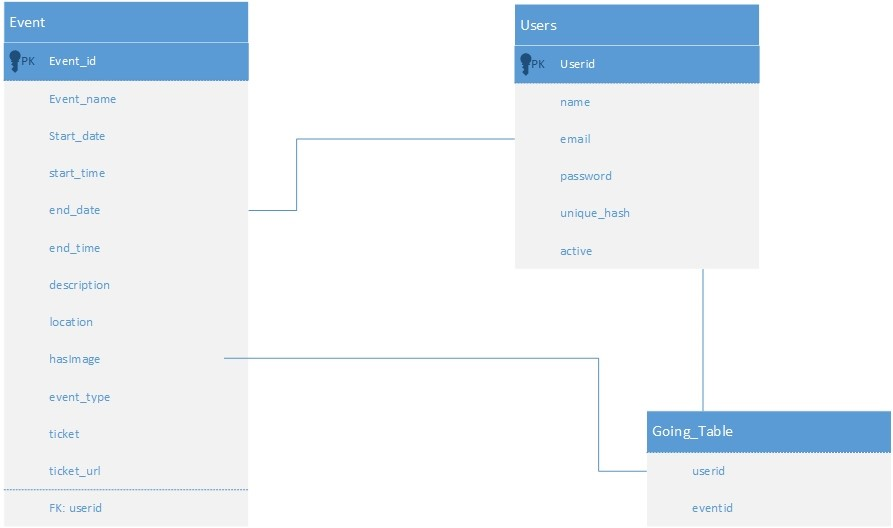 Event
PK Event_id
Event_name
Start_date
start_time
end_date
end_time
description
location
hasImage
event_type
ticket
ticket_url
FK: userid
Users
PK Userid
name
email
password
unique_hash
active
Going_Table
userid
eventid